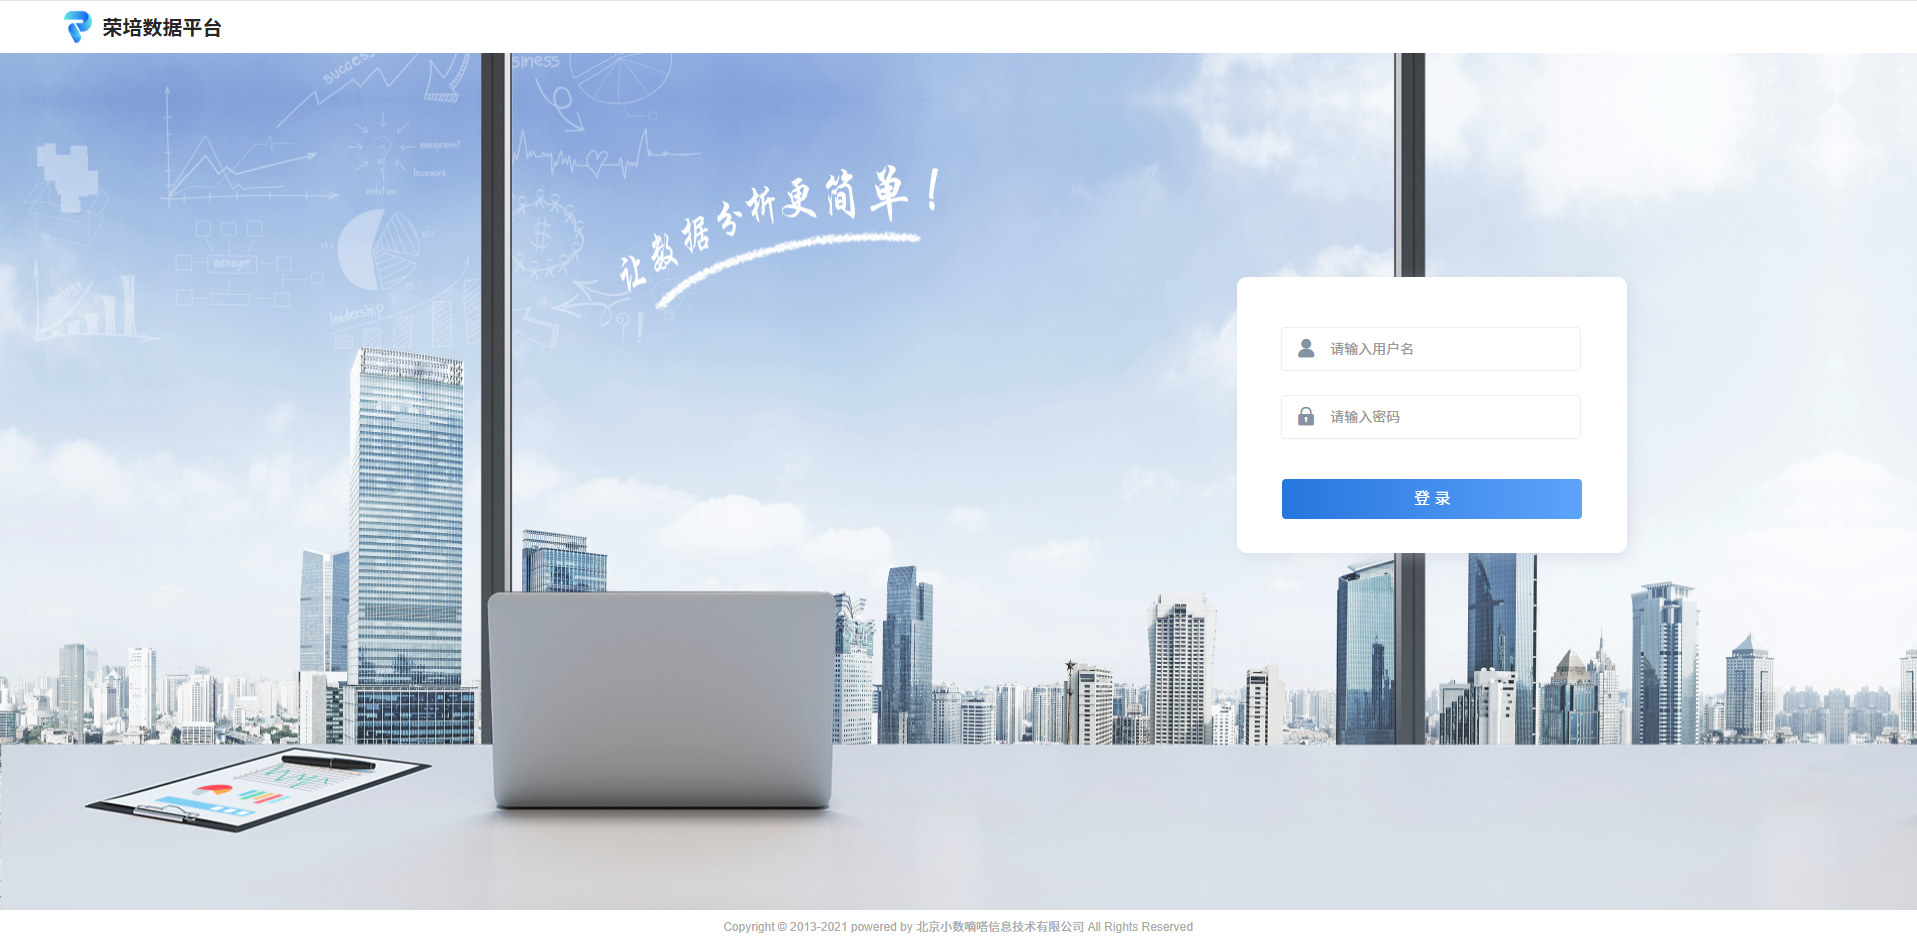 荣培数据平台
success
siness
management
teamwork
solution
让数据分析更简单！
manager
strategy
leadership
请输入用户名
请输入密码
登 录
Copyright © 2013-2021 powered by 北京小数嘀嗒信息技术有限公司 All Rights Reserved